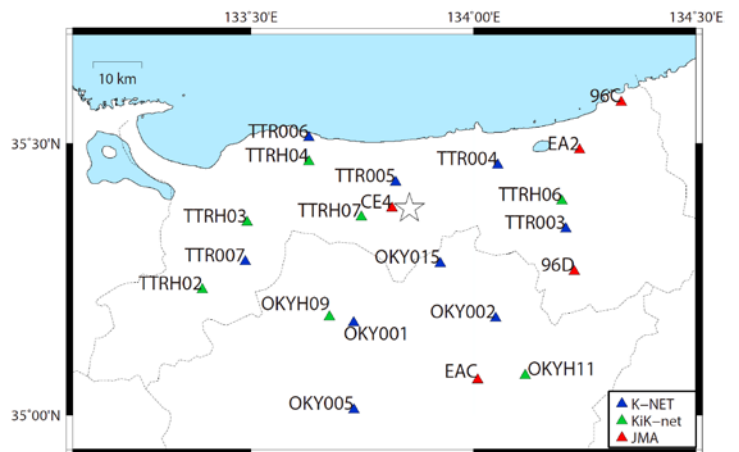 133˚30'E
134˚00'E
134˚30'E
10 km
96C
TTR006
35˚30'N
EA2
TTRH04
TTR004
TTR005
CE4
TTRH06
TTRH03
TTRH07
TTR003
TTR007
OKY015
96D
TTRH02
OKYH09
OKY002
OKY001
EAC
OKYH11
OKY005
35˚00'N
K-NET
KiK-net
JMA